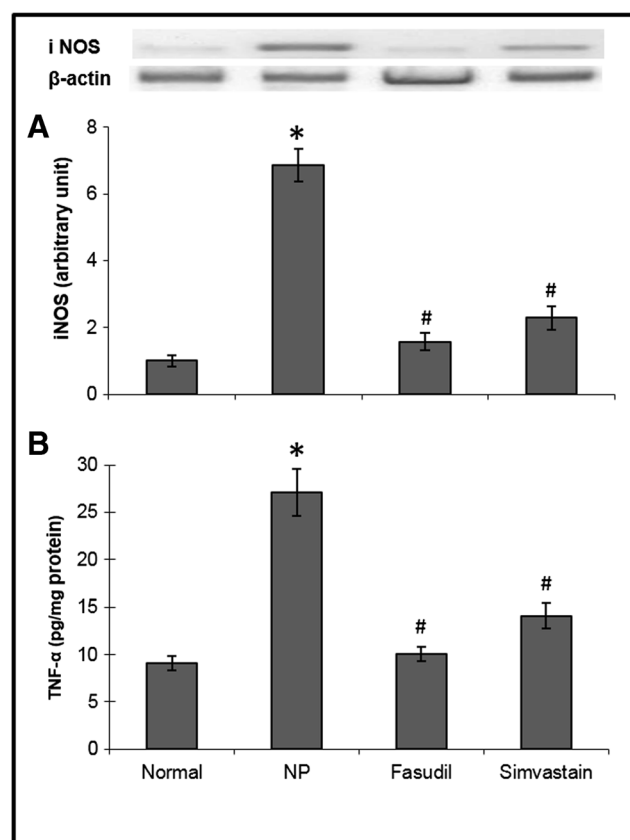 i NOS
β-actin
A
iNOS (arbitrary unit)
8
6
4
2
0
*
#
#
B
TNF-α (pg/mg protein)
30
25
20
15
10
5
0
*
#
#
Normal NP Fasudil Simvastain